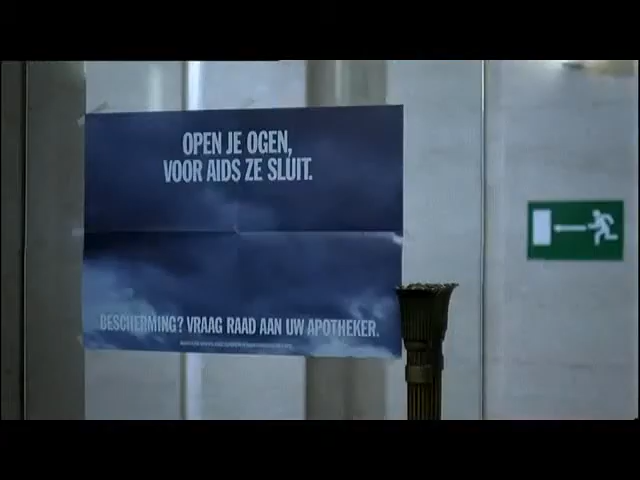 OPEN JE OGEN,
VOOR AIDS ZE SLUIT.
BESCHERMING? VRAAG RAAD AAN UW APOTHEKER.